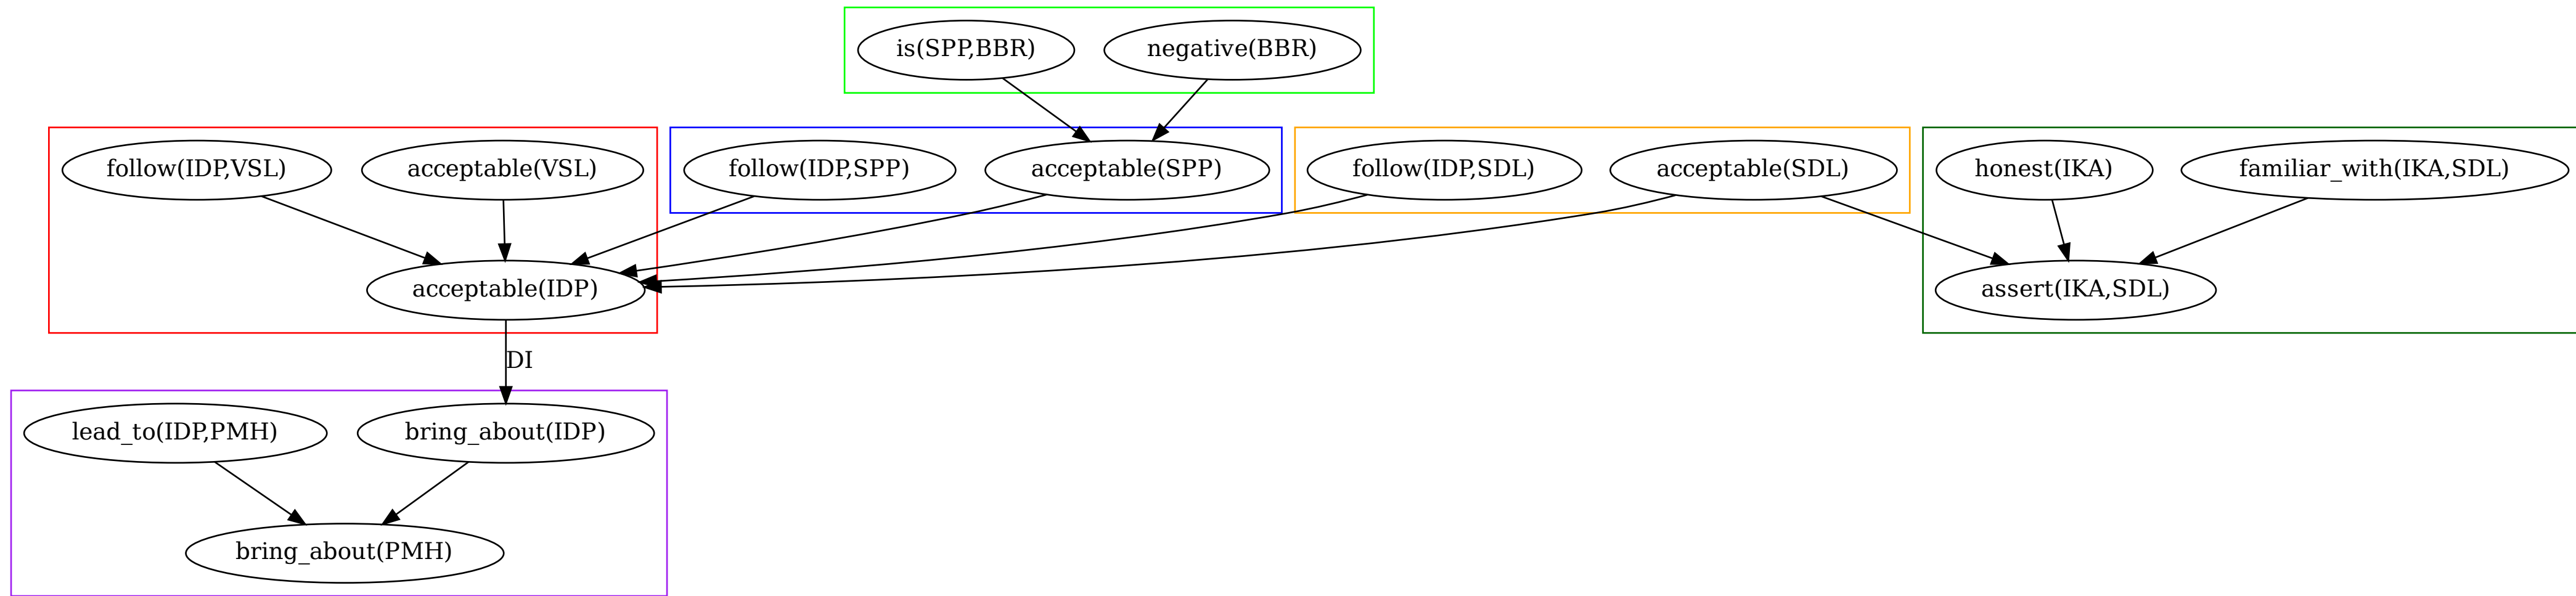 is(SPP,BBR)
negative(BBR)
follow(IDP,VSL)
acceptable(VSL)
follow(IDP,SPP)
acceptable(SPP)
follow(IDP,SDL)
acceptable(SDL)
honest(IKA)
familiar_with(IKA,SDL)
acceptable(IDP)
assert(IKA,SDL)
DI
lead_to(IDP,PMH)
bring_about(IDP)
bring_about(PMH)